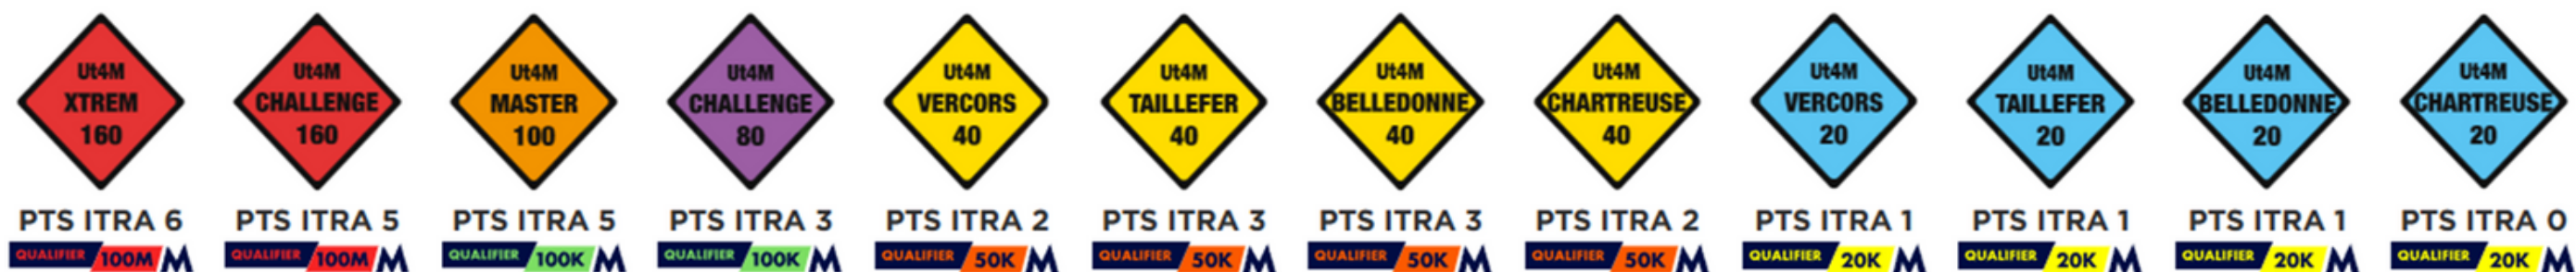 Ut4M
XTREM
160
PTS ITRA 6
QUALIFIER 100M M
Ut4M
CHALLENGE
160
PTS ITRA 5
QUALIFIER 100M M
Ut4M
MASTER
100
PTS ITRA 5
QUALIFIER 100K M
Ut4M
CHALLENGE
80
PTS ITRA 3
QUALIFIER 100K M
Ut4M
VERCORS
40
PTS ITRA 2
QUALIFIER 50K M
Ut4M
TAILLEFER
40
PTS ITRA 3
QUALIFIER 50K M
Ut4M
BELLEDONNE
40
PTS ITRA 3
QUALIFIER 50K M
Ut4M
CHARTREUSE
40
PTS ITRA 2
QUALIFIER 50K M
Ut4M
VERCORS
20
PTS ITRA 1
QUALIFIER 20K M
Ut4M
TAILLEFER
20
PTS ITRA 1
QUALIFIER 20K M
Ut4M
BELLEDONNE
20
PTS ITRA 1
QUALIFIER 20K M
Ut4M
CHARTREUSE
20
PTS ITRA 0
QUALIFIER 20K M